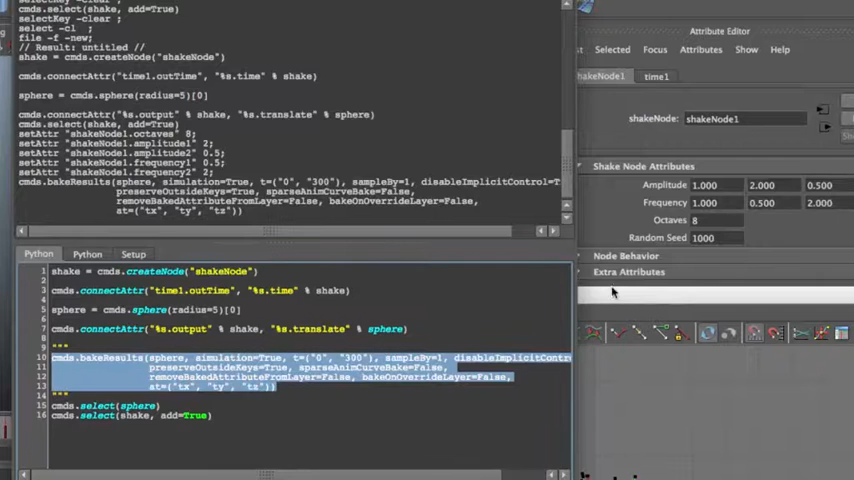 selectKey -clear ;
cmds.select(shake, add=True)
selectKey -clear ;
select -cl ;
file -f -new;
// Result: untitled //
shake = cmds.createNode("shakeNode")
cmds.connectAttr("time1.outTime", "%s.time" % shake)
sphere = cmds.sphere(radius=5)[0]
cmds.connectAttr("%s.output" % shake, "%s.translate" % sphere)
cmds.select(shake, add=True)
setAttr "shakeNode1.octaves" 8;
setAttr "shakeNode1.amplitude1" 2;
setAttr "shakeNode1.amplitude2" 0.5;
setAttr "shakeNode1.frequency1" 0.5;
setAttr "shakeNode1.frequency2" 2;
cmds.bakeResults(sphere, simulation=True, t=("0", "300"), sampleBy=1, disableImplicitControl=T
preserveOutsideKeys=True, sparseAnimCurveBake=False,
removeBakedAttributeFromLayer=False, bakeOnOverrideLayer=False,
at=("tx", "ty", "tz"))
Python Python Setup
1 shake = cmds.createNode("shakeNode")
2
3 cmds.connectAttr("time1.outTime", "%s.time" % shake)
4
5 sphere = cmds.sphere(radius=5)[0]
6
7 cmds.connectAttr("%s.output" % shake, "%s.translate" % sphere)
8
9 """
10 cmds.bakeResults(sphere, simulation=True, t=("0", "300"), sampleBy=1, disableImplicitContro
11 preserveOutsideKeys=True, sparseAnimCurveBake=False,
12 removeBakedAttributeFromLayer=False, bakeOnOverrideLayer=False,
13 at=("tx", "ty", "tz"))
14 """
15 cmds.select(sphere)
16 cmds.select(shake, add=True)
Attribute Editor
Selected Focus Attributes Show Help
hakeNode1 time1
shakeNode: shakeNode1
Shake Node Attributes
Amplitude 1.000 2.000 0.500
Frequency 1.000 0.500 2.000
Octaves 8
Random Seed 1000
Node Behavior
Extra Attributes